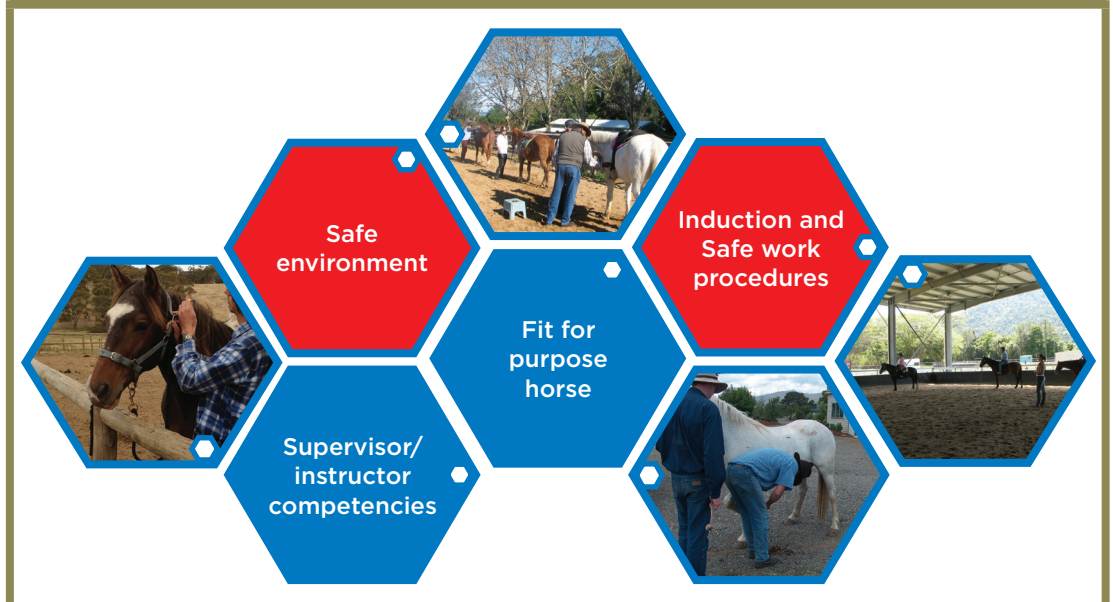 Safe
environment
Induction and
Safe work
procedures
Fit for
purpose
horse
Supervisor/
instructor
competencies